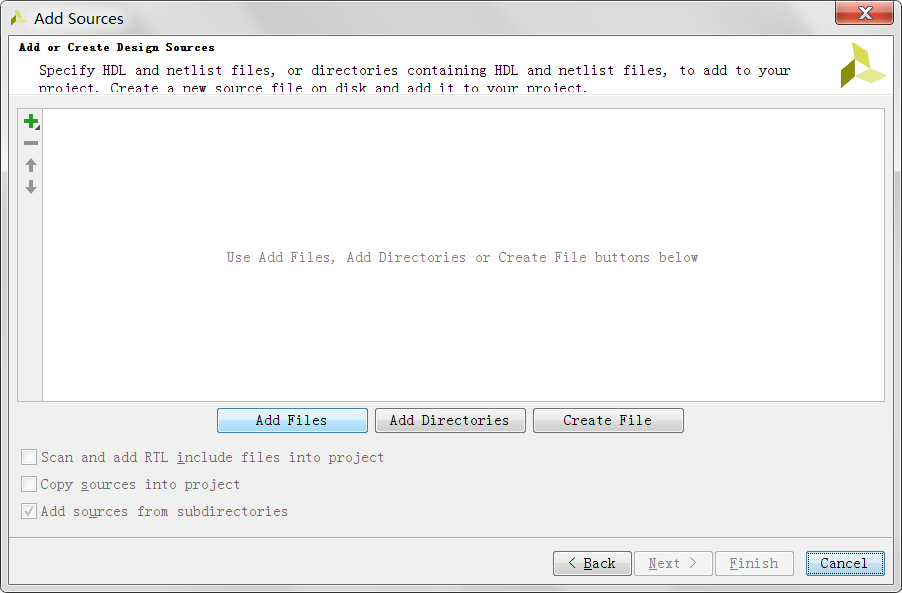 Add Sources
Add or Create Design Sources
Specify HDL and netlist files, or directories containing HDL and netlist files, to add to your
project. Create a new source file on disk and add it to your project.
Use Add Files, Add Directories or Create File buttons below
Add Files
Add Directories
Create File
Scan and add RTL include files into project
Copy sources into project
Add sources from subdirectories
< Back
Next >
Finish
Cancel